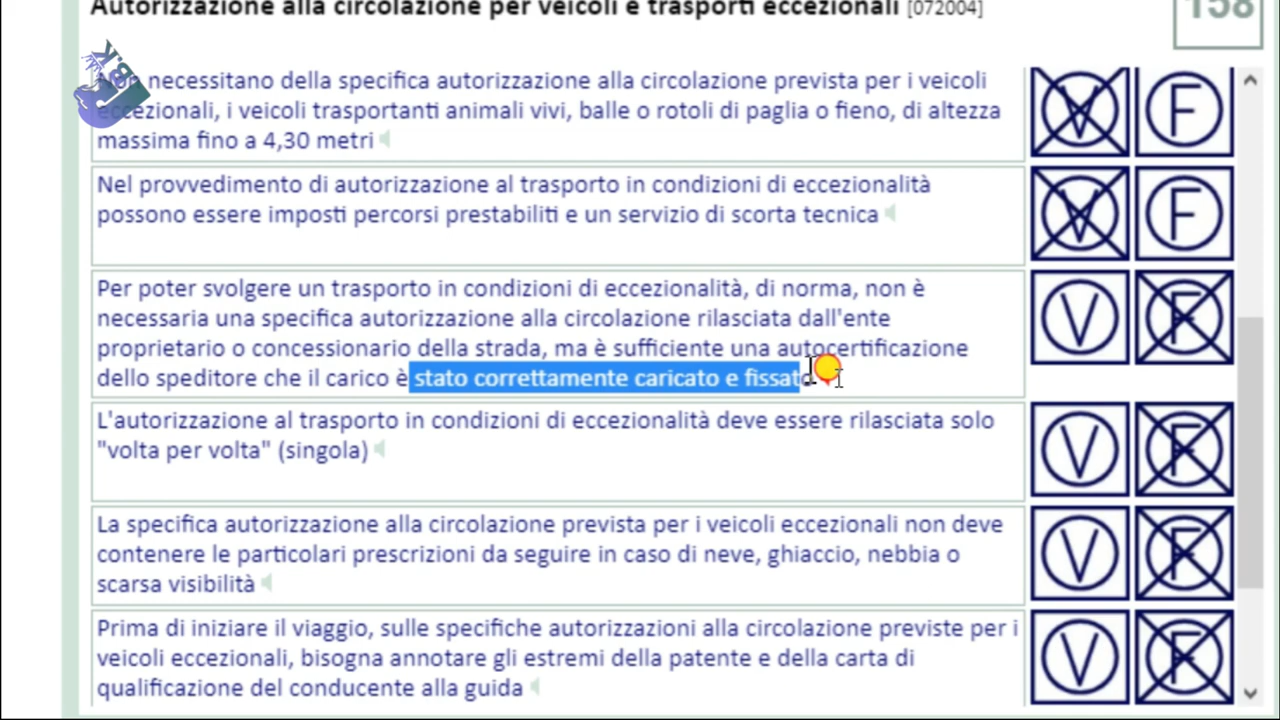 Autorizzazione alla circolazione per veicoli e trasporti eccezionali [072004]
158
necessitano della specifica autorizzazione alla circolazione prevista per i veicoli
eccezionali, i veicoli trasportanti animali vivi, balle o rotoli di paglia o fieno, di altezza
massima fino a 4,30 metri
V F
Nel provvedimento di autorizzazione al trasporto in condizioni di eccezionalità
possono essere imposti percorsi prestabiliti e un servizio di scorta tecnica
V F
Per poter svolgere un trasporto in condizioni di eccezionalità, di norma, non è
necessaria una specifica autorizzazione alla circolazione rilasciata dall'ente
proprietario o concessionario della strada, ma è sufficiente una autocertificazione
dello speditore che il carico è stato correttamente caricato e fissato
V F
L'autorizzazione al trasporto in condizioni di eccezionalità deve essere rilasciata solo
"volta per volta" (singola)
V F
La specifica autorizzazione alla circolazione prevista per i veicoli eccezionali non deve
contenere le particolari prescrizioni da seguire in caso di neve, ghiaccio, nebbia o
scarsa visibilità
V F
Prima di iniziare il viaggio, sulle specifiche autorizzazioni alla circolazione previste per i
veicoli eccezionali, bisogna annotare gli estremi della patente e della carta di
qualificazione del conducente alla guida
V F